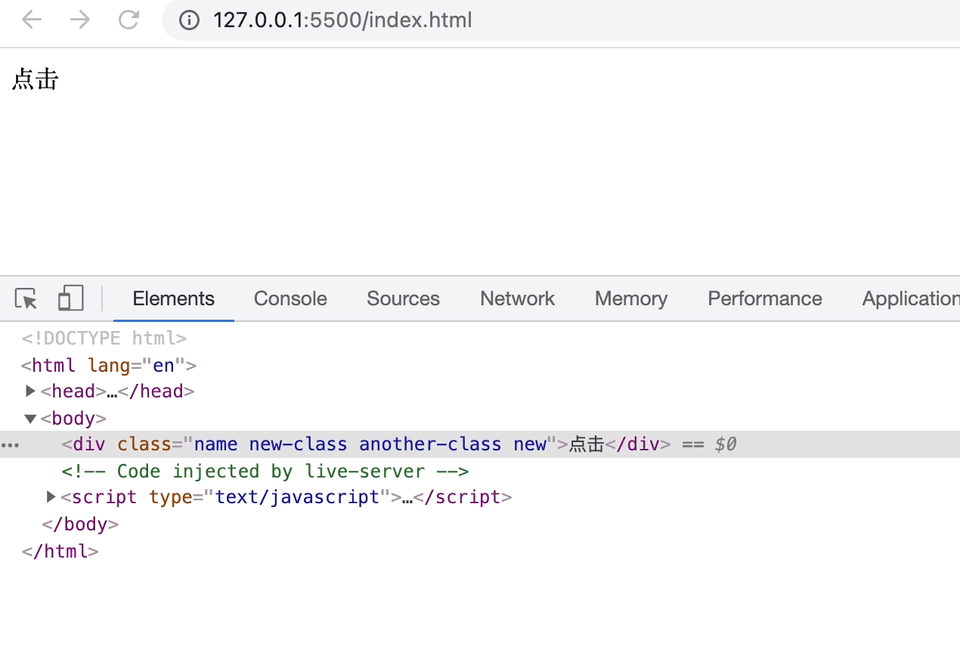 127.0.0.1:5500/index.html
点击
Elements Console Sources Network Memory Performance Application
<!DOCTYPE html>
<html lang="en">
<head>…</head>
<body>
<div class="name new-class another-class new">点击</div> == $0
<!-- Code injected by live-server -->
<script type="text/javascript">…</script>
</body>
</html>